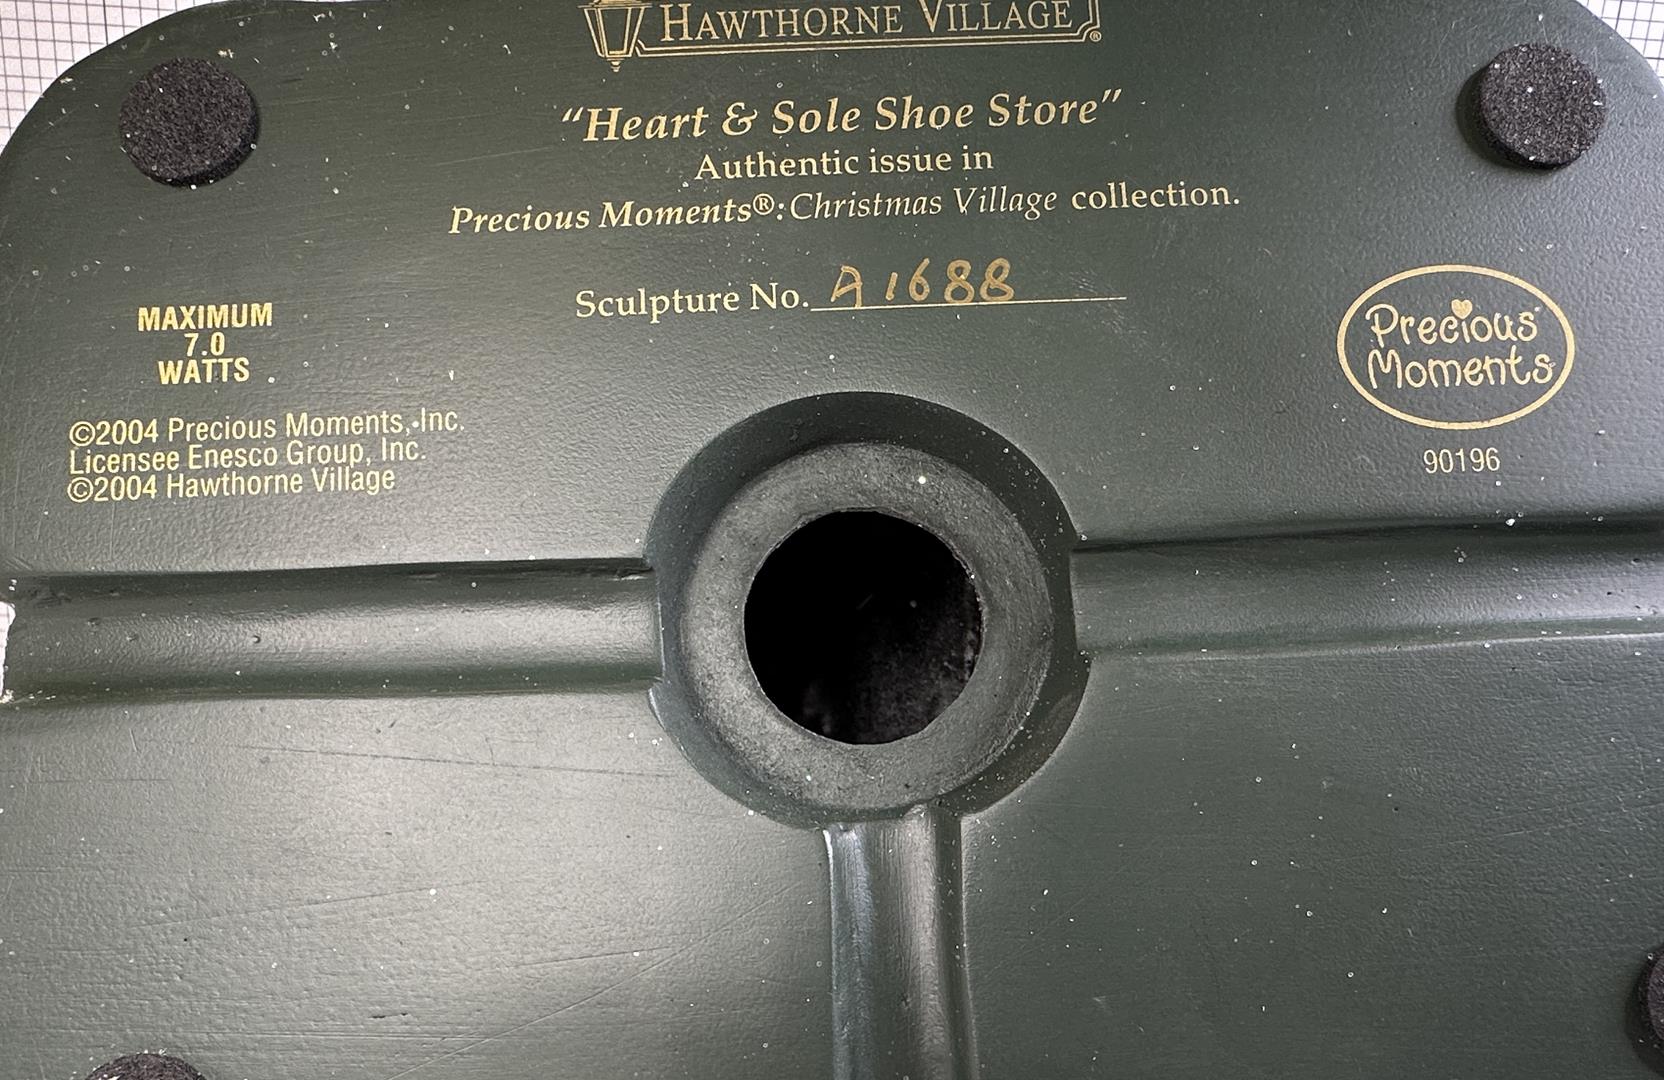 HAWTHORNE VILLAGE®
“Heart & Sole Shoe Store”
Authentic issue in
Precious Moments®: Christmas Village collection.
Sculpture No. A1688
MAXIMUM
7.0
WATTS
©2004 Precious Moments, Inc.
Licensee Enesco Group, Inc.
©2004 Hawthorne Village
Precious
Moments
90196